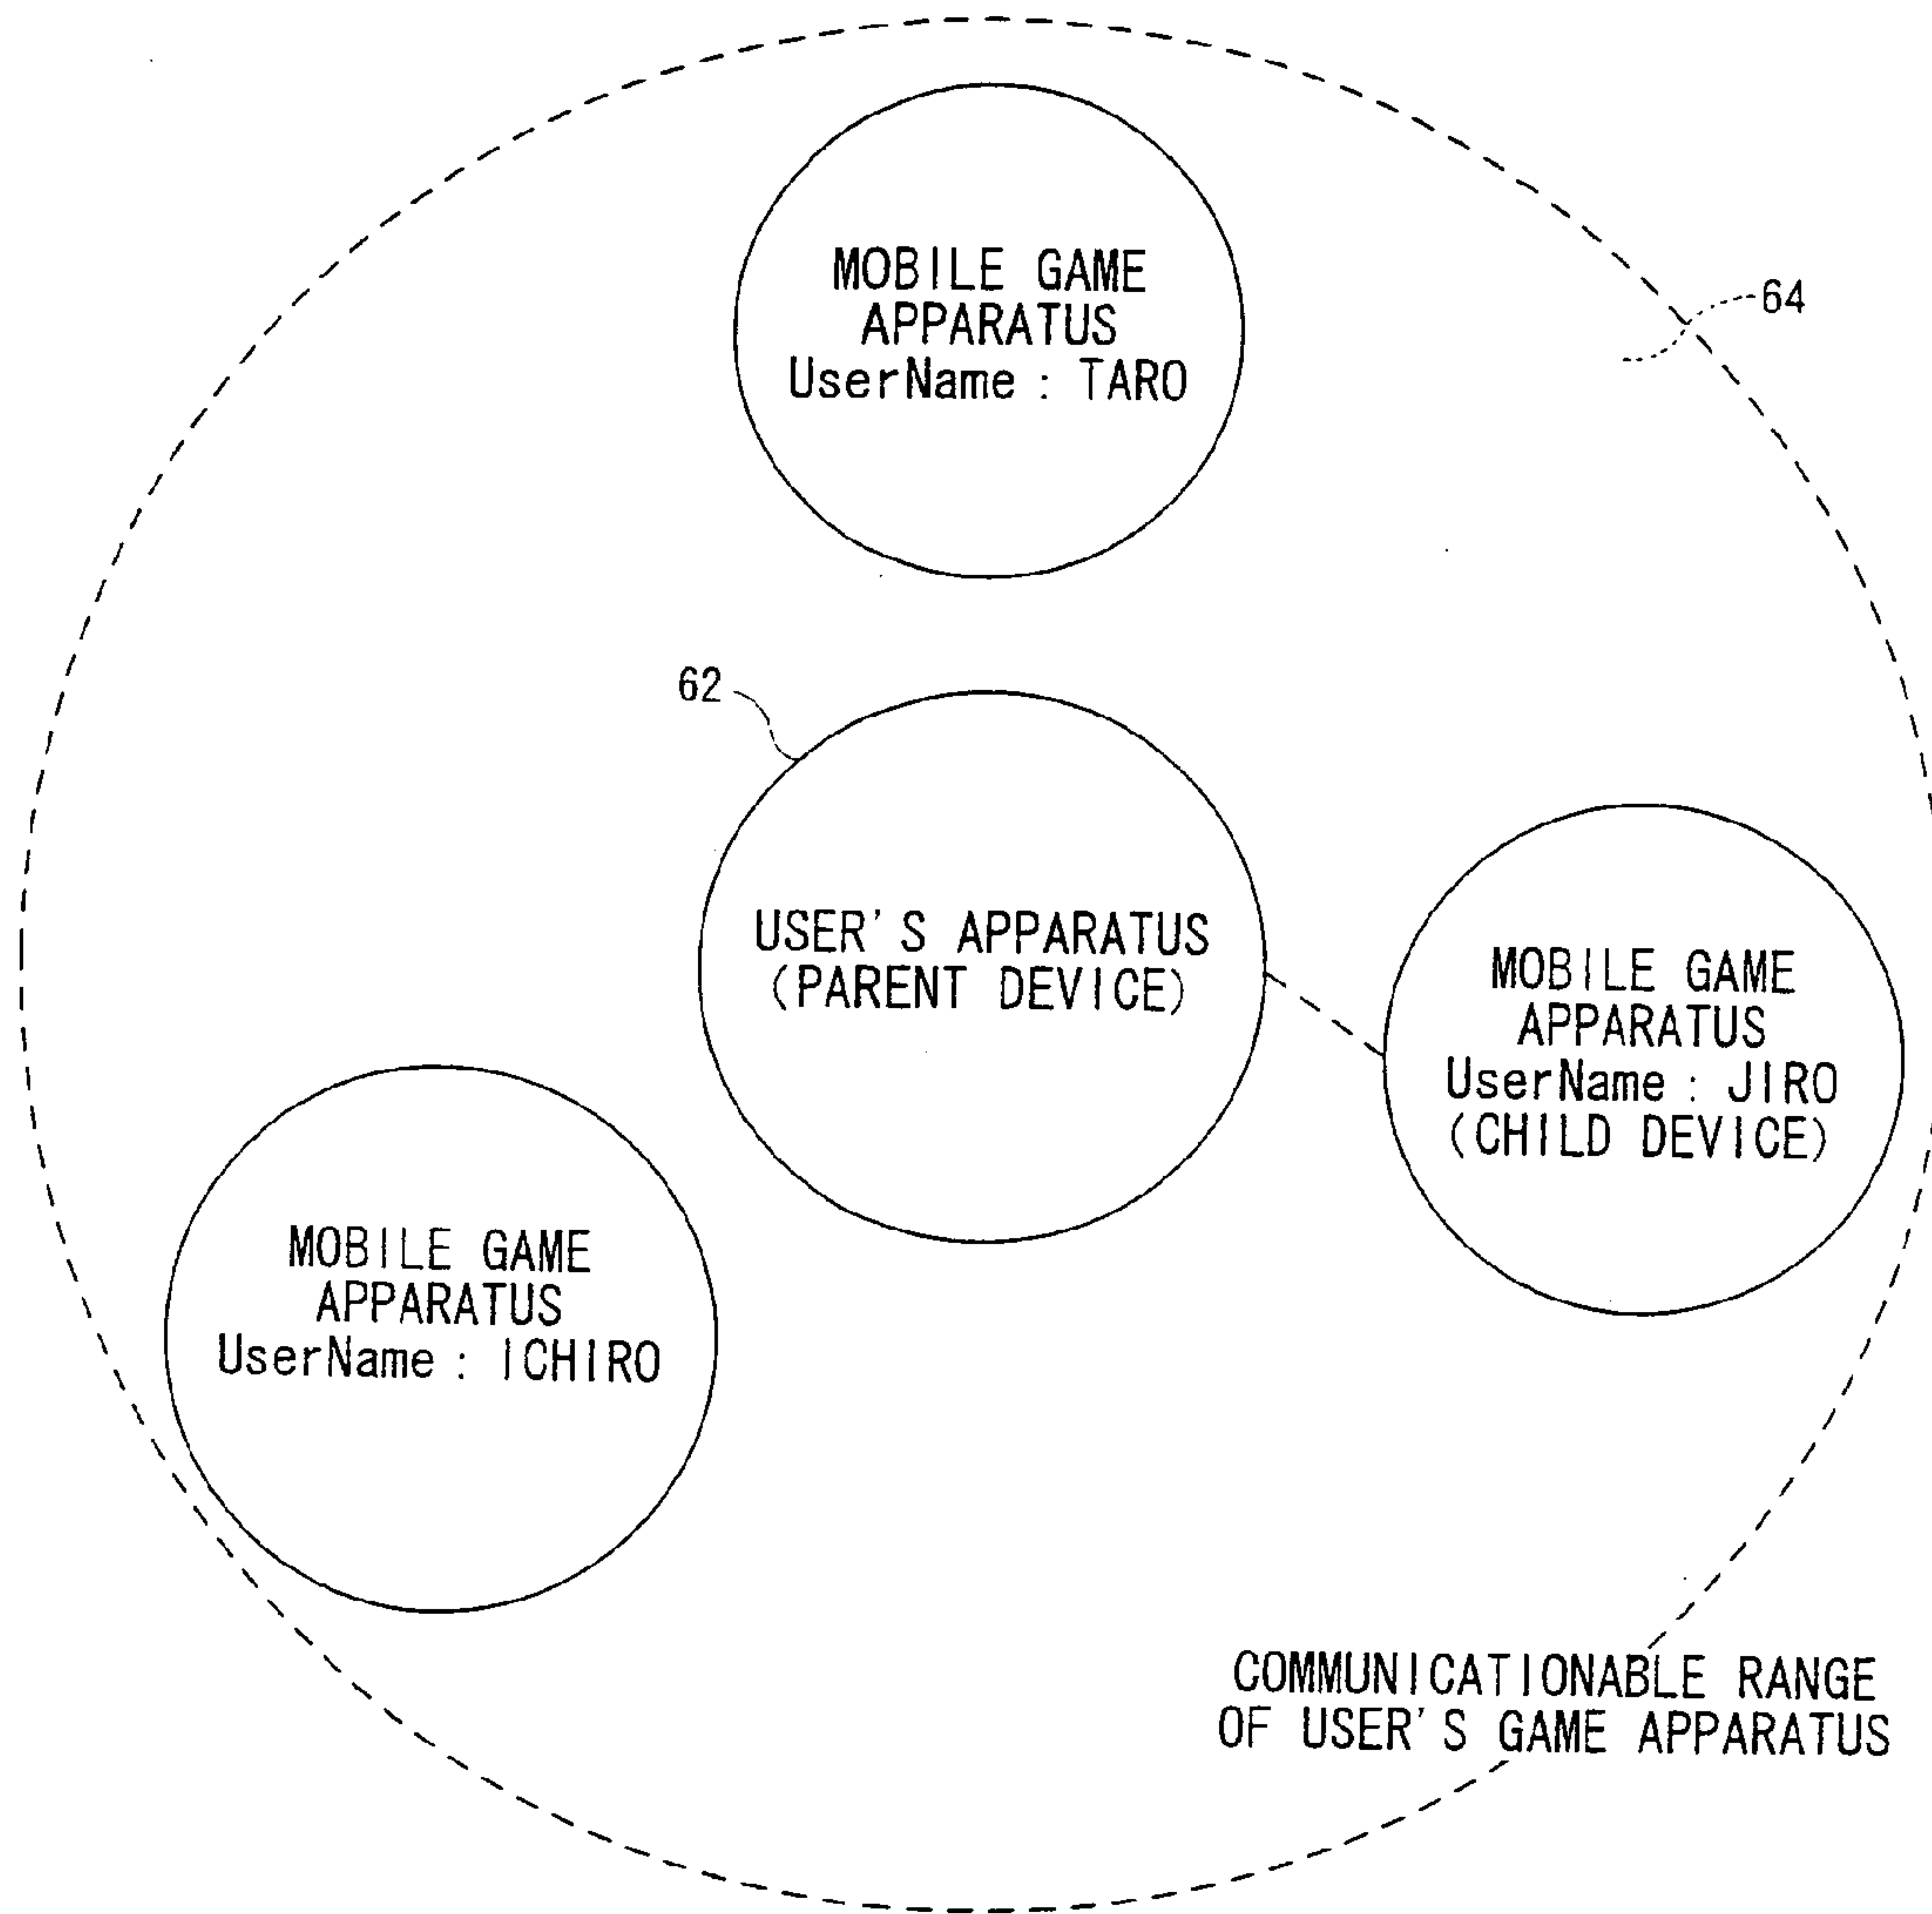 MOBILE GAME
APPARATUS
UserName : TARO
64
62
USER'S APPARATUS
(PARENT DEVICE)
MOBILE GAME
APPARATUS
UserName : JIRO
(CHILD DEVICE)
MOBILE GAME
APPARATUS
UserName : ICHIRO
COMMUNICATIONABLE RANGE
OF USER'S GAME APPARATUS